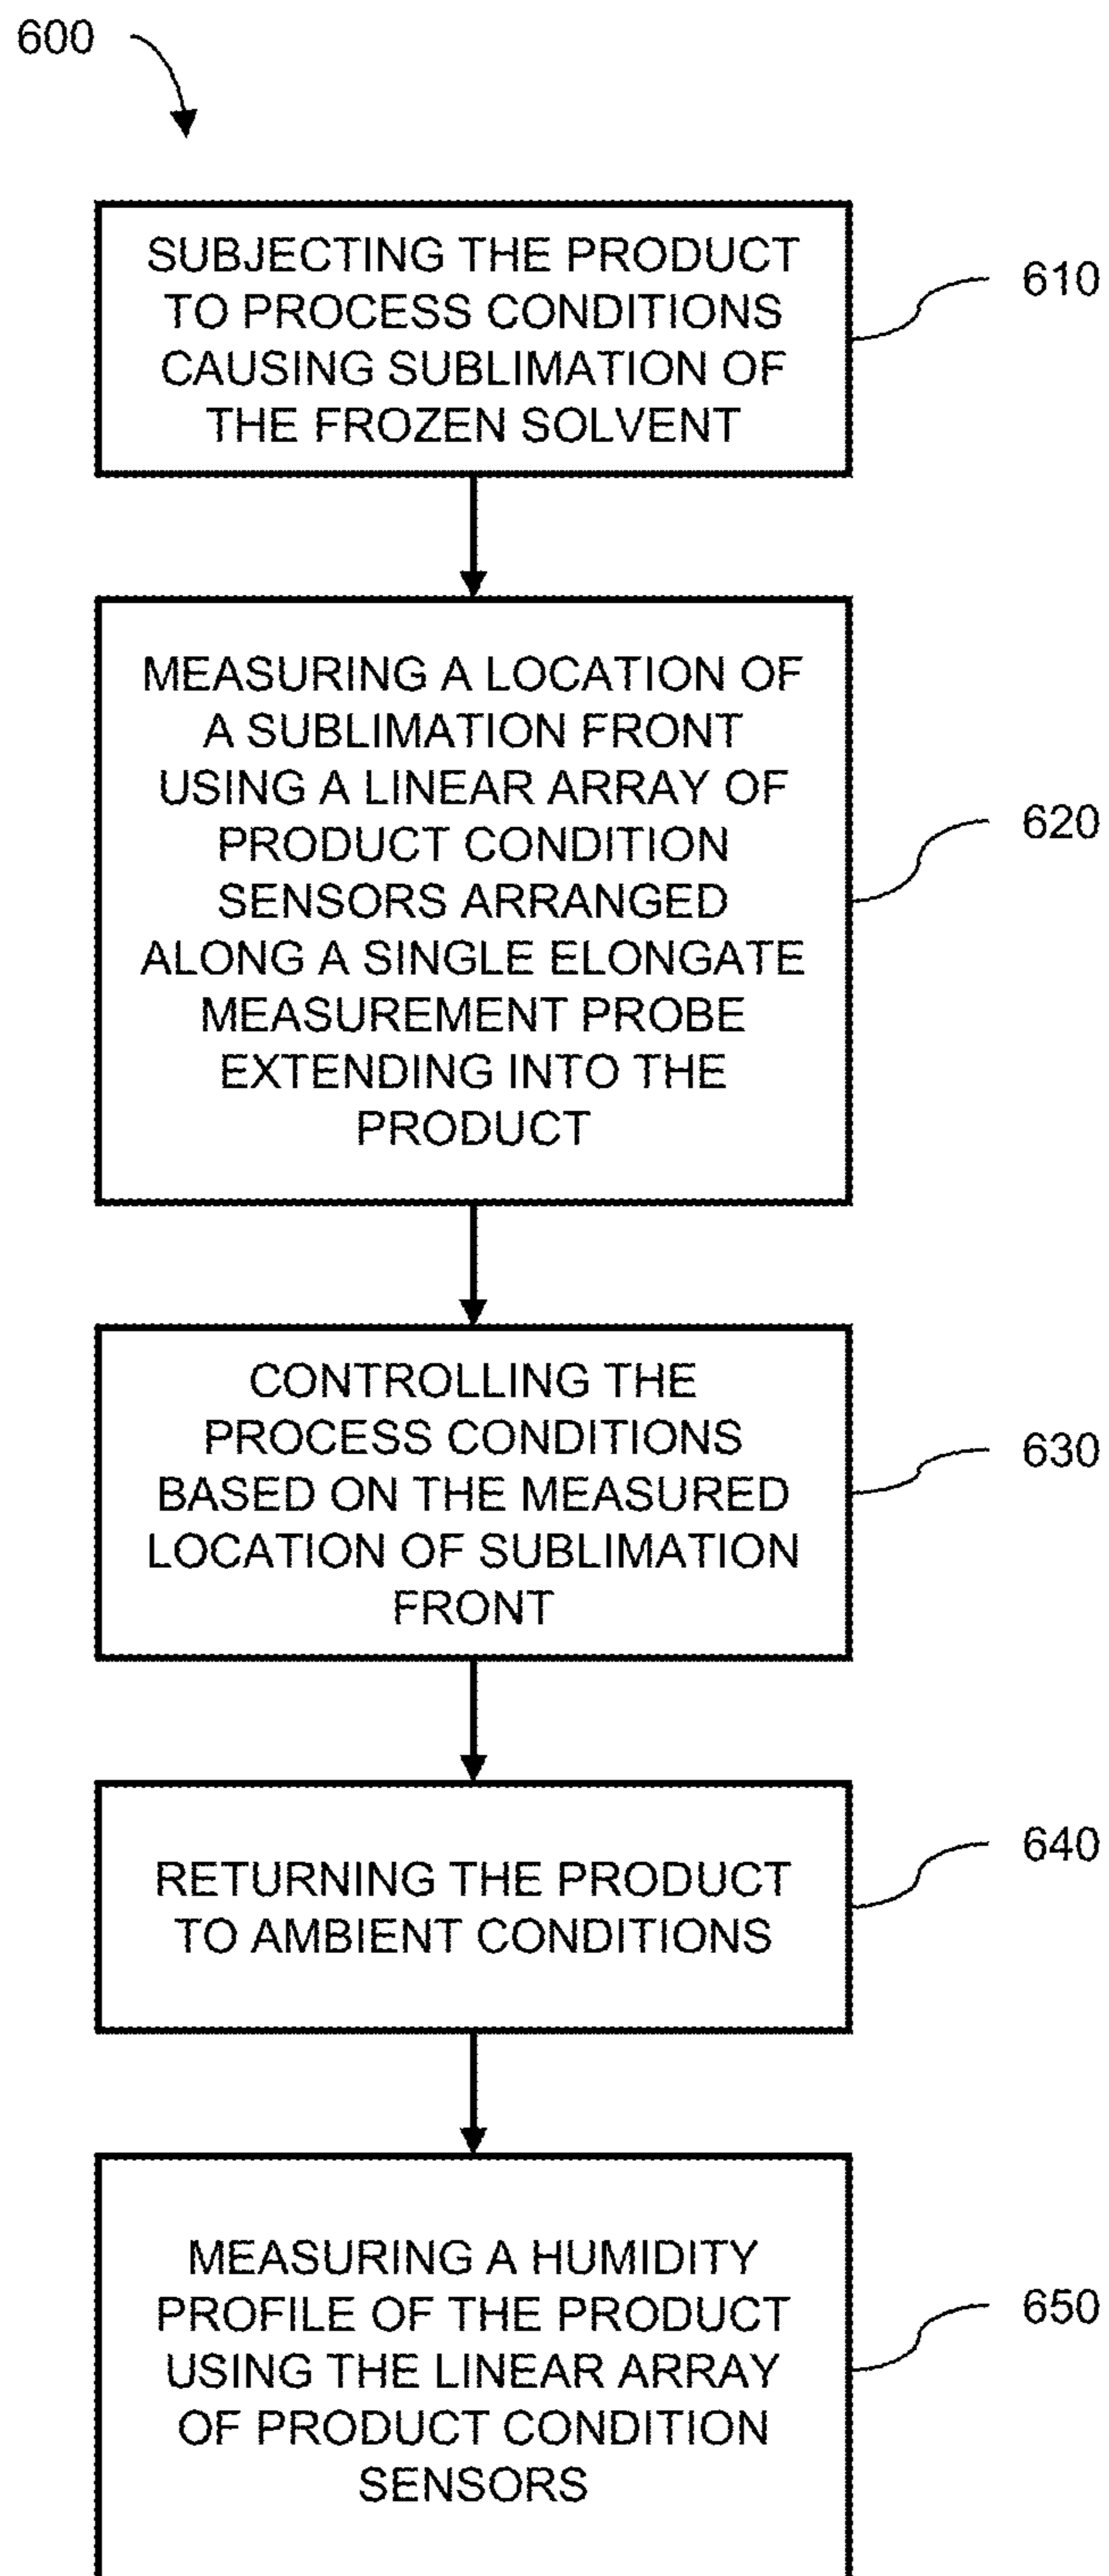 600
SUBJECTING THE PRODUCT
TO PROCESS CONDITIONS
CAUSING SUBLIMATION OF
THE FROZEN SOLVENT
610
MEASURING A LOCATION OF
A SUBLIMATION FRONT
USING A LINEAR ARRAY OF
PRODUCT CONDITION
SENSORS ARRANGED
ALONG A SINGLE ELONGATE
MEASUREMENT PROBE
EXTENDING INTO THE
PRODUCT
620
CONTROLLING THE
PROCESS CONDITIONS
BASED ON THE MEASURED
LOCATION OF SUBLIMATION
FRONT
630
RETURNING THE PRODUCT
TO AMBIENT CONDITIONS
640
MEASURING A HUMIDITY
PROFILE OF THE PRODUCT
USING THE LINEAR ARRAY
OF PRODUCT CONDITION
SENSORS
650